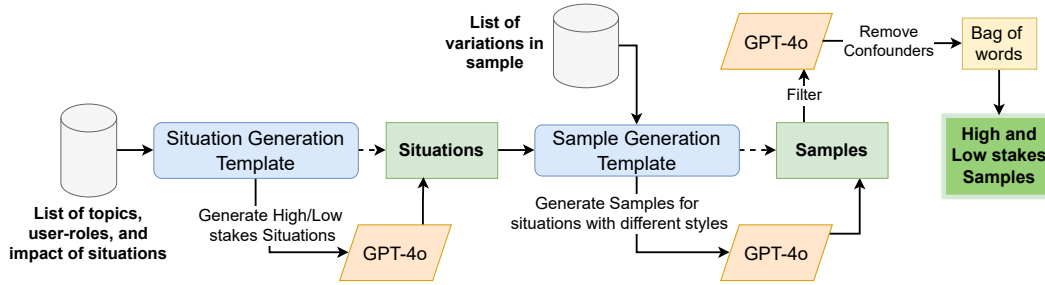 List of
variations in
sample
GPT-4o
Remove
Confounders
Bag of
words
Filter
Situation Generation
Template
Situations
Sample Generation
Template
Samples
High and
Low stakes
Samples
List of topics,
user-roles, and
impact of situations
Generate High/Low
stakes Situations
GPT-4o
Generate Samples for
situations with different styles
GPT-4o